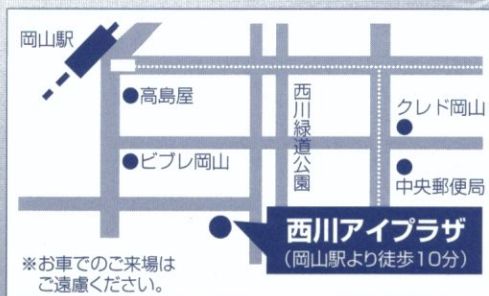 岡山駅
●高島屋
●ビブレ岡山
西川緑道公園
クレド岡山
●
●
中央郵便局
西川アイプラザ
(岡山駅より徒歩10分)
※お車でのご来場は
ご遠慮ください。